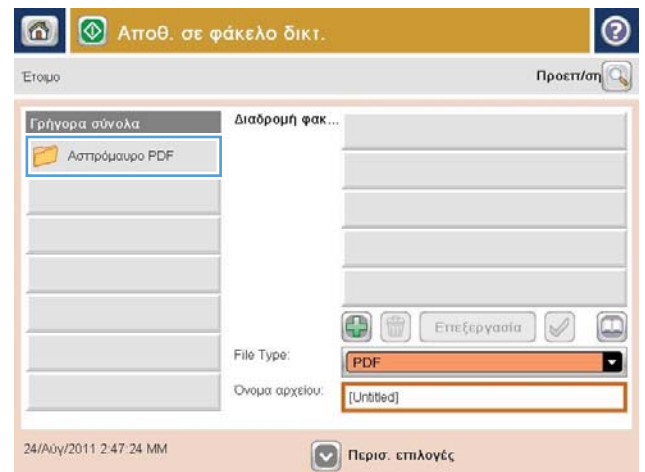 Αποθ. σε φάκελο δικτ.
Έτοιμο
Προεπ/ση
Γρήγορα σύνολα
Διαδρομή φακ...
Ασπρόμαυρο PDF
Επεξεργασία
File Type:
PDF
Όνομα αρχείου:
[Untitled]
24/Αύγ/2011 2:47:24 MM
Περισ. επιλογές